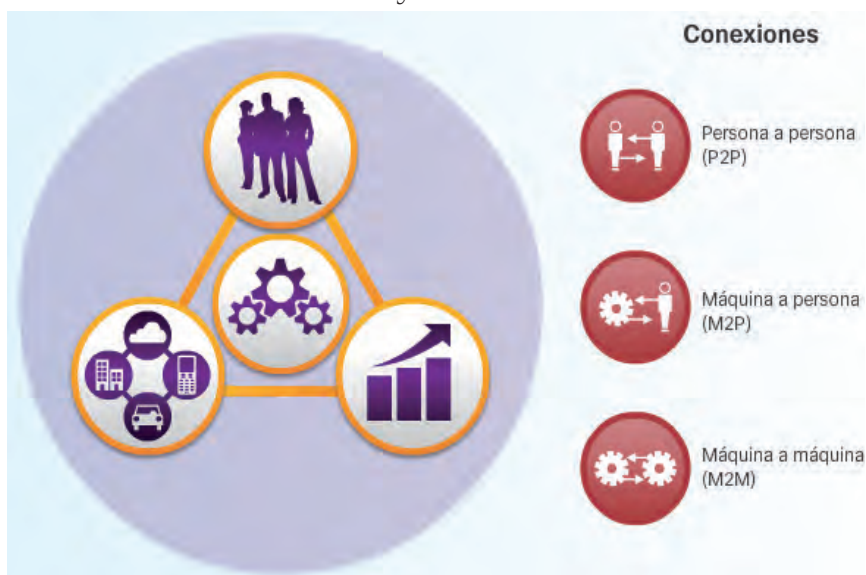 Conexiones
Persona a persona
(P2P)
Máquina a persona
(M2P)
Máquina a máquina
(M2M)